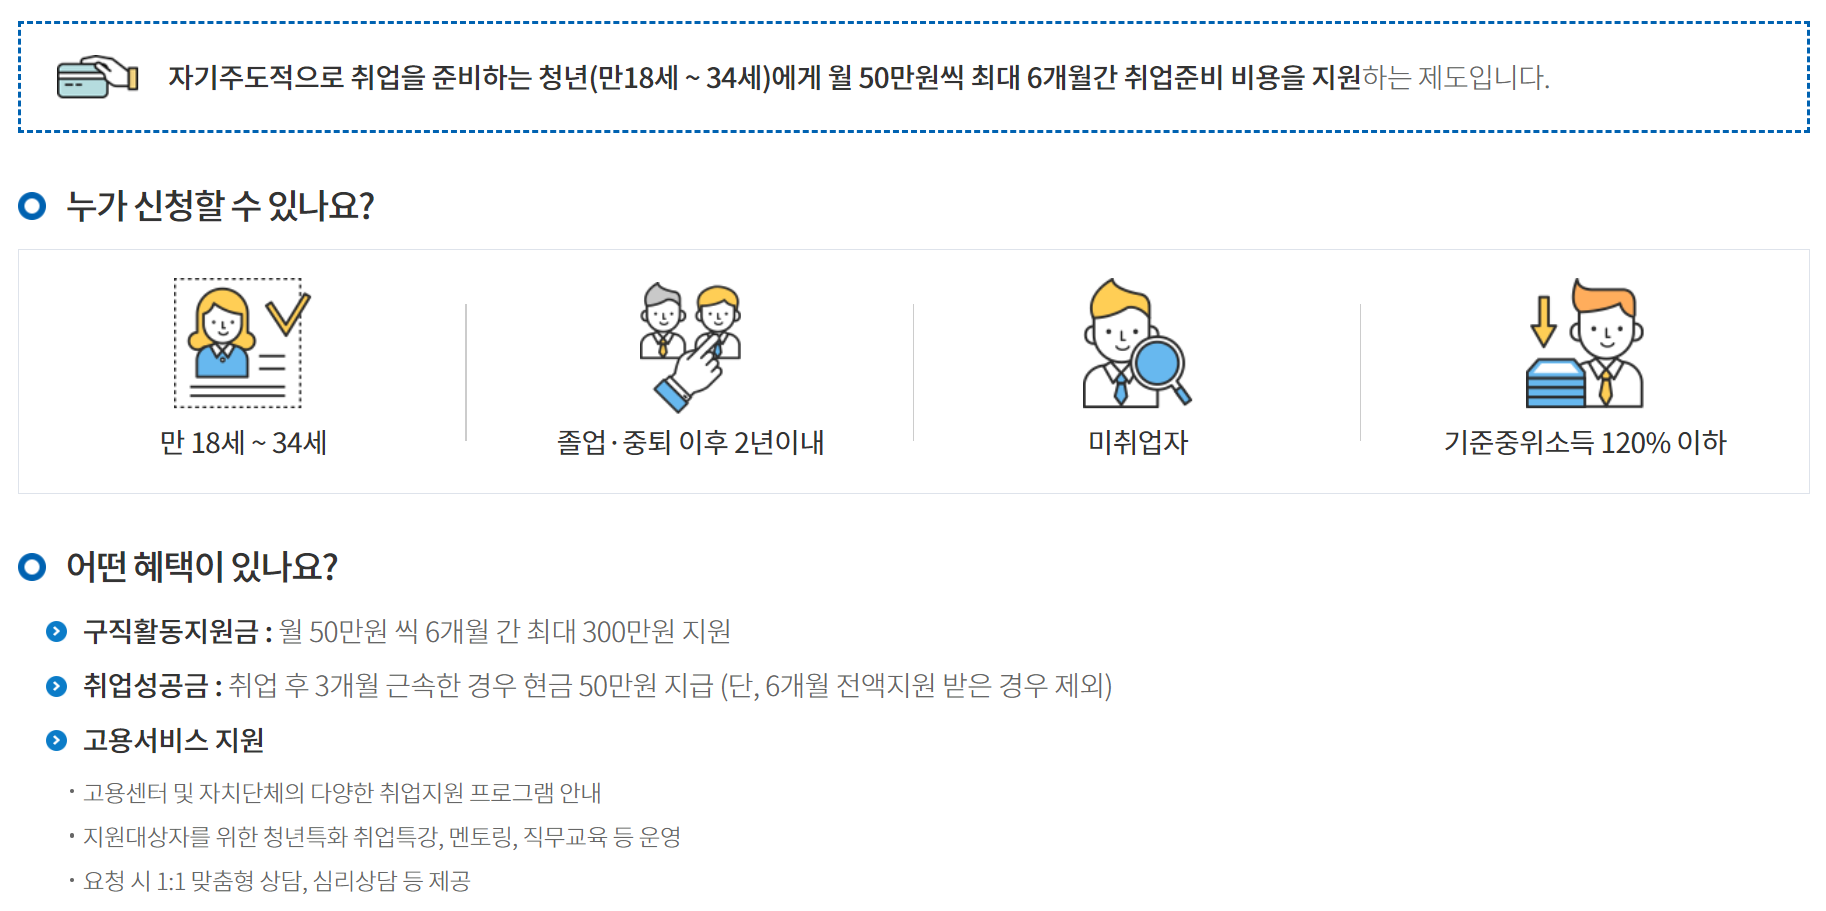 자기주도적으로 취업을 준비하는 청년(만18세 ~ 34세)에게 월 50만원씩 최대 6개월간 취업준비 비용을 지원하는 제도입니다.
누가 신청할 수 있나요?
만 18세 ~ 34세
졸업·중퇴 이후 2년이내
미취업자
기준중위소득 120% 이하
어떤 혜택이 있나요?
구직활동지원금 : 월 50만원 씩 6개월 간 최대 300만원 지원
취업성공금 : 취업 후 3개월 근속한 경우 현금 50만원 지급 (단, 6개월 전액지원 받은 경우 제외)
고용서비스 지원
· 고용센터 및 자치단체의 다양한 취업지원 프로그램 안내
· 지원대상자를 위한 청년특화 취업특강, 멘토링, 직무교육 등 운영
· 요청 시 1:1 맞춤형 상담, 심리상담 등 제공